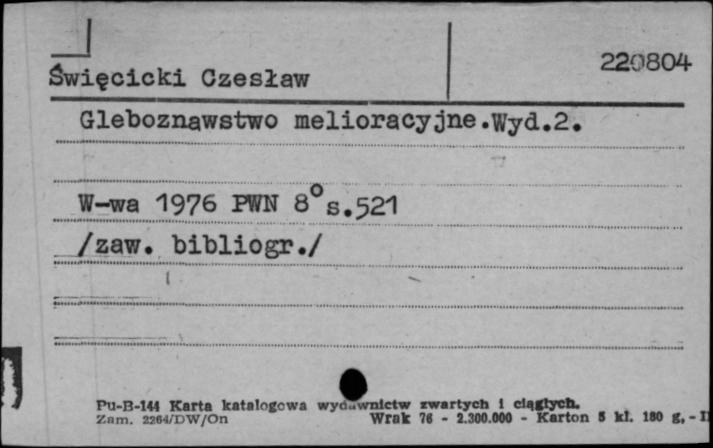 220804
Święcicki Czesław
Gleboznawstwo melioracyjne.Wyd.2.
W-wa 1976 PWN 8° s.521
/zaw. bibliogr./
Pu-B-144 Karta katalogowa wydawnictw zwartych i ciągłych.
Zam. 2264/DW/On Wrak 76 - 2.300.000 - Karton 5 kl. 180 g. -